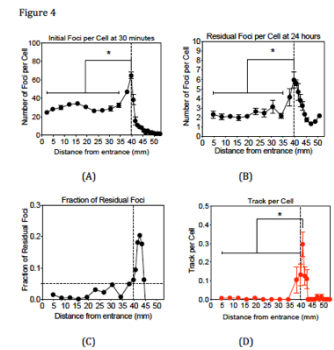 Figure 4
Initial Foci per Cell at 30 minutes
*
Number of Foci per Cell
100
80
60
40
20
0
0 5 10 15 20 25 30 35 40 45 50
Distance from entrance (mm)
(A)
Residual Foci per Cell at 24 hours
*
Number of Foci per Cell
10
9
8
7
6
5
4
3
2
1
0
0 5 10 15 20 25 30 35 40 45 50
Distance from entrance (mm)
(B)
Fraction of Residual Foci
0.3
0.2
0.1
0.0
0 5 10 15 20 25 30 35 40 45 50
Distance from entrance (mm)
(C)
Track per Cell
*
Track per Cell
0.5
0.4
0.3
0.2
0.1
0.0
0 5 10 15 20 25 30 35 40 45 50
Distance from entrance (mm)
(D)